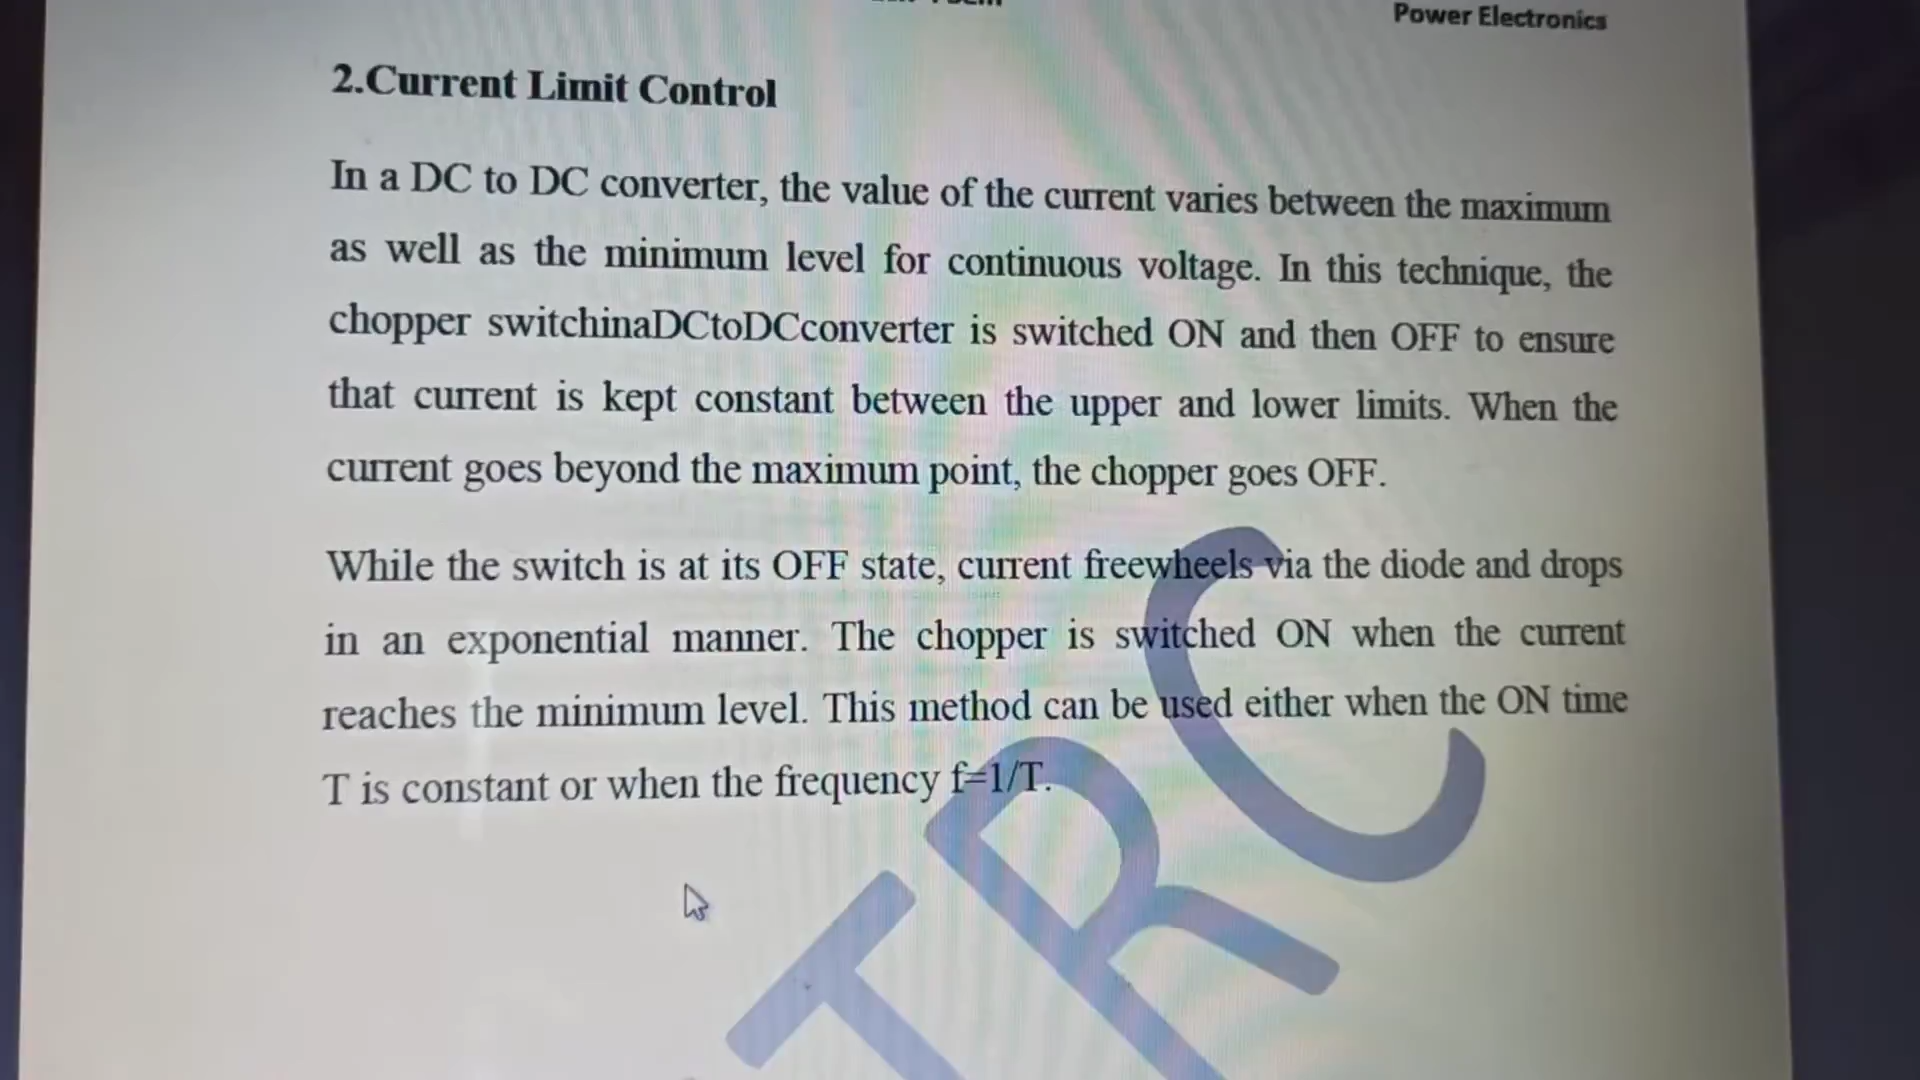 Power Electronics
2.Current Limit Control
In a DC to DC converter, the value of the current varies between the maximum
as well as the minimum level for continuous voltage. In this technique, the
chopper switchinaDCtoDCconverter is switched ON and then OFF to ensure
that current is kept constant between the upper and lower limits. When the
current goes beyond the maximum point, the chopper goes OFF.
While the switch is at its OFF state, current freewheels via the diode and drops
in an exponential manner. The chopper is switched ON when the current
reaches the minimum level. This method can be used either when the ON time
T is constant or when the frequency f=1/T.
TRC